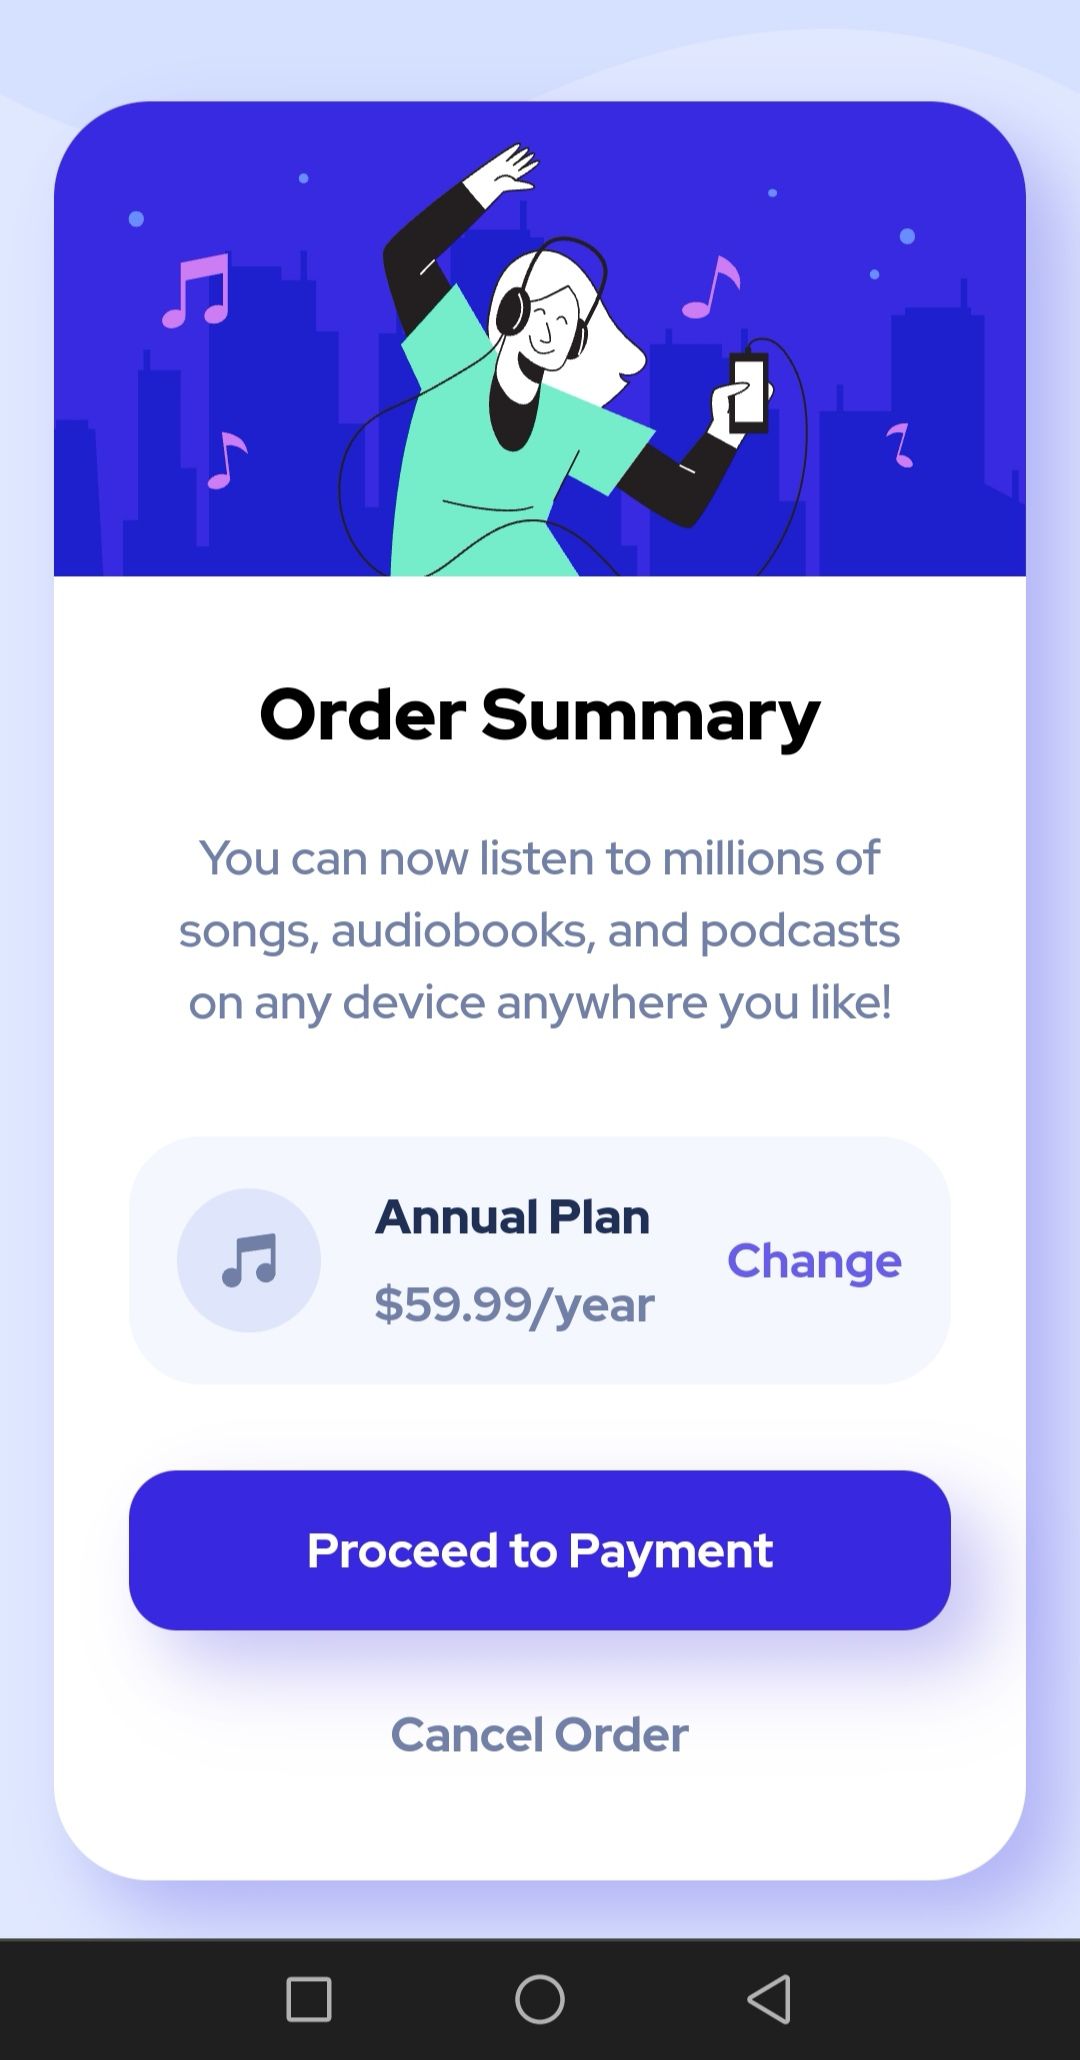 Order Summary
You can now listen to millions of
songs, audiobooks, and podcasts
on any device anywhere you like!
Annual Plan
$59.99/year
Change
Proceed to Payment
Cancel Order